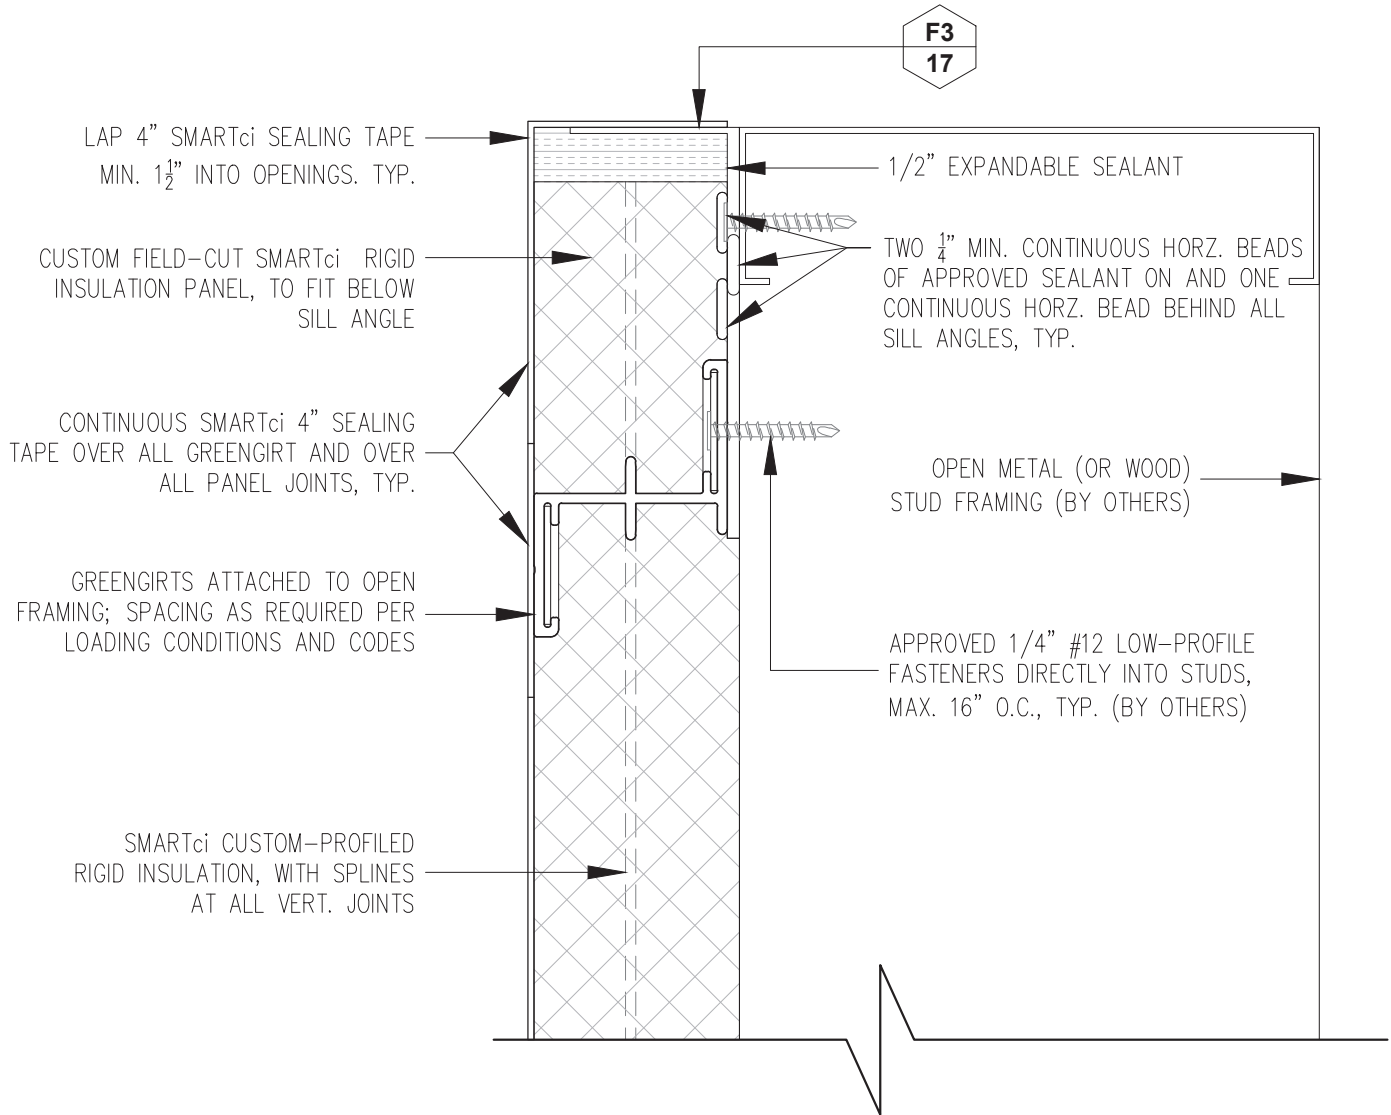 F3
17
LAP 4” SMARTci SEALING TAPE
MIN. 1½” INTO OPENINGS. TYP.
1/2” EXPANDABLE SEALANT
CUSTOM FIELD-CUT SMARTci RIGID
INSULATION PANEL, TO FIT BELOW
SILL ANGLE
TWO ¼” MIN. CONTINUOUS HORZ. BEADS
OF APPROVED SEALANT ON AND ONE
CONTINUOUS HORZ. BEAD BEHIND ALL
SILL ANGLES, TYP.
CONTINUOUS SMARTci 4” SEALING
TAPE OVER ALL GREENGIRT AND OVER
ALL PANEL JOINTS, TYP.
OPEN METAL (OR WOOD)
STUD FRAMING (BY OTHERS)
GREENGIRTS ATTACHED TO OPEN
FRAMING; SPACING AS REQUIRED PER
LOADING CONDITIONS AND CODES
APPROVED 1/4” #12 LOW-PROFILE
FASTENERS DIRECTLY INTO STUDS,
MAX. 16” O.C., TYP. (BY OTHERS)
SMARTci CUSTOM-PROFILED
RIGID INSULATION, WITH SPLINES
AT ALL VERT. JOINTS